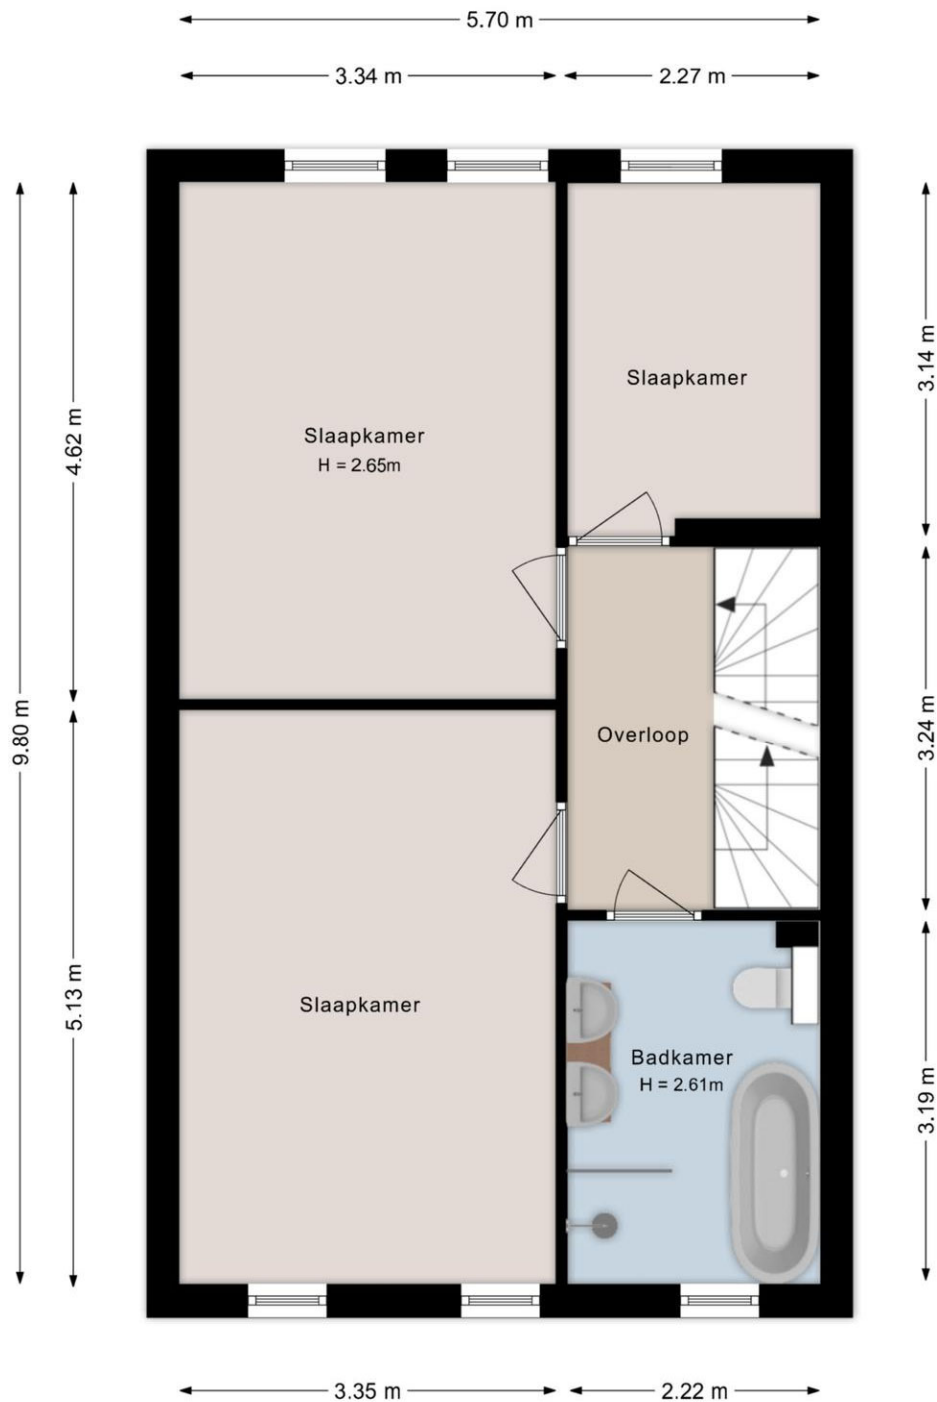 5.70 m
3.34 m
2.27 m
Slaapkamer
H = 2.65m
Slaapkamer
4.62 m
3.14 m
9.80 m
Overloop
3.24 m
Slaapkamer
5.13 m
Badkamer
H = 2.61m
3.19 m
3.35 m
2.22 m